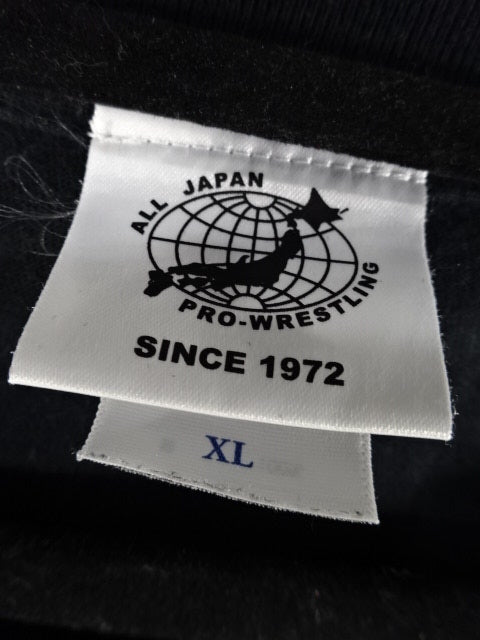 ALL JAPAN
PRO-WRESTLING
SINCE 1972
XL